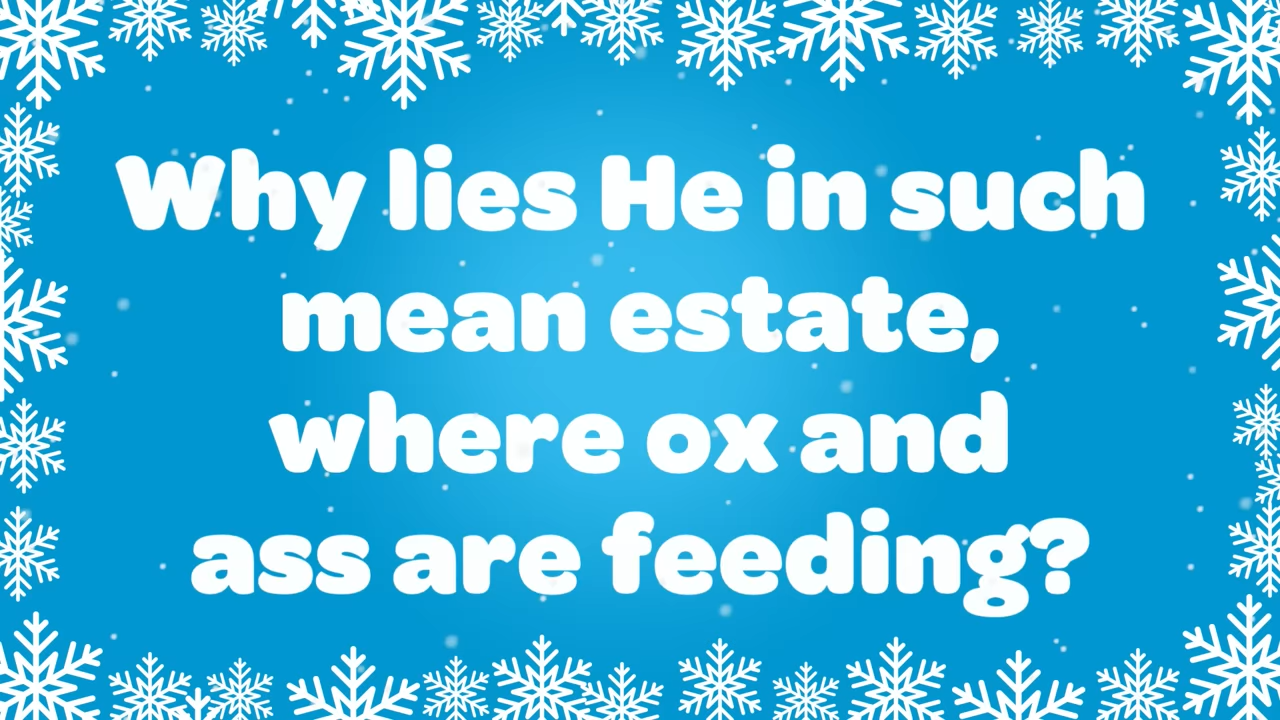 Why lies He in such
mean estate,
where ox and
ass are feeding?